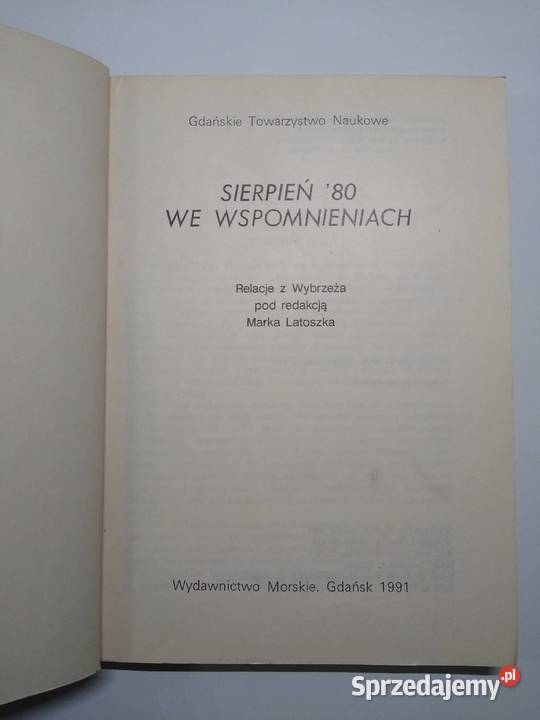 Gdańskie Towarzystwo Naukowe
SIERPIEŃ '80
WE WSPOMNIENIACH
Relacje z Wybrzeża
pod redakcją
Marka Latoszka
Wydawnictwo Morskie. Gdańsk 1991
Sprzedajemy.pl